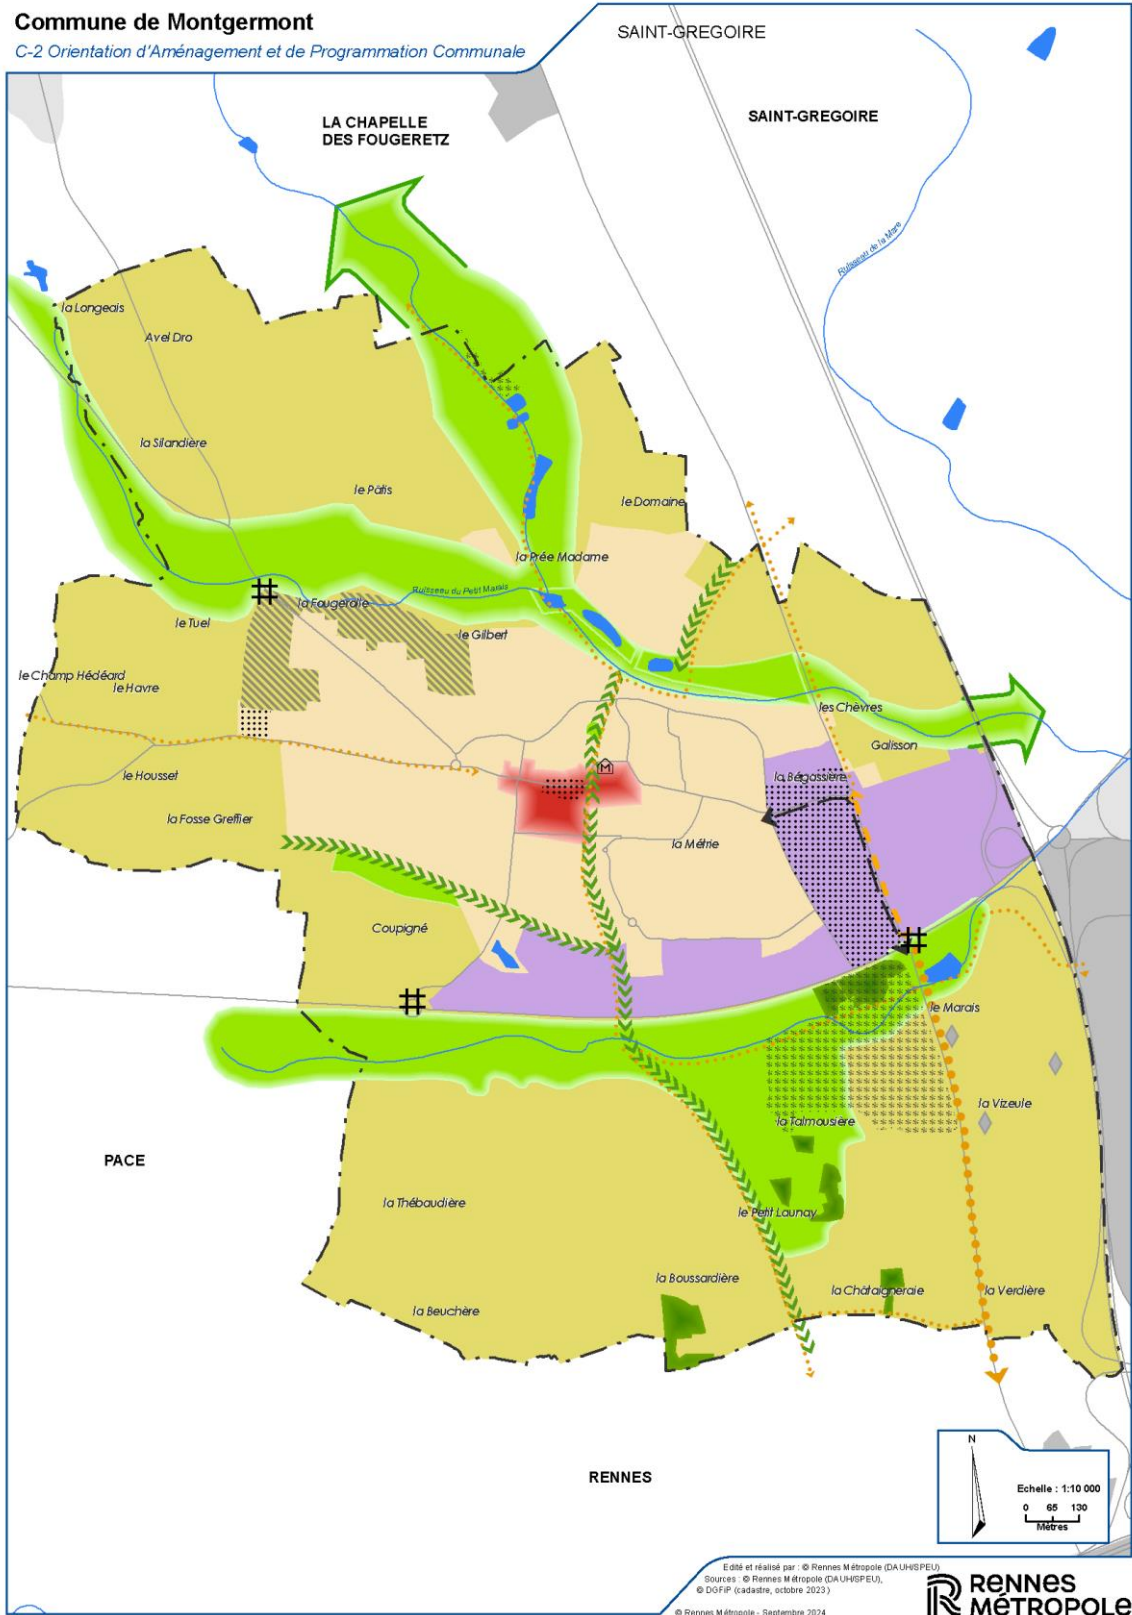 Commune de Montgermont
C-2 Orientation d'Aménagement et de Programmation Communale
SAINT-GREGOIRE
LA CHAPELLE
DES FOUGERETZ
SAINT-GREGOIRE
Ruisseau de la Mare
la Longeais
Avel Dro
la Silandière
le Pâtis
le Domaine
la Prée Madame
Ruisseau du Petit Marais
la Fougeraie
le Tuel
le Gilbert
le Champ Hédéard
le Havre
les Chèvres
Galisson
le Housset
la Bégassière
la Fosse Greffier
la Métrie
Coupigné
le Marais
la Vizeule
la Talmousière
PACE
la Thébaudière
le Petit Launay
la Boussardière
la Châtaigneraie
la Verdière
la Beuchère
RENNES
N
Echelle : 1:10 000
0 65 130
Mètres
Edité et réalisé par : © Rennes Métropole (DAUH/SPEU)
Sources : © Rennes Métropole (DAUH/SPEU),
© DGFiP (cadastre, octobre 2023)
© Rennes Métropole - Septembre 2024
RENNES
MÉTROPOLE